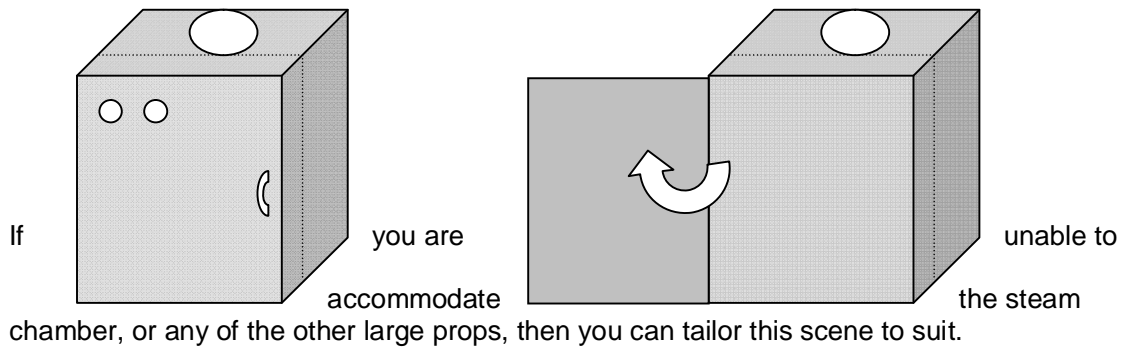 If you are unable to
accommodate the steam
chamber, or any of the other large props, then you can tailor this scene to suit.